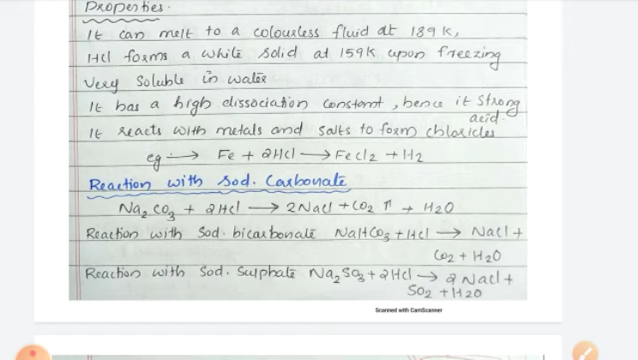 Properties.
It can melt to a colourless fluid at 189 K,
HCl forms a white solid at 159K upon freezing
Very soluble in water
It has a high dissociation constant, hence it strong
acid.
It reacts with metals and salts to form chlorides
eg:→ Fe + 2HCl → FeCl2 + H2
Reaction with Sod. Carbonate
Na2CO3 + 2HCl → 2NaCl + CO2 ↑ + H2O
Reaction with Sod. bicarbonate NaHCO3 + HCl → NaCl +
CO2 + H2O
Reaction with Sod. Sulphate Na2SO3 + 2HCl → 2NaCl +
SO2 + H2O
Scanned with CamScanner